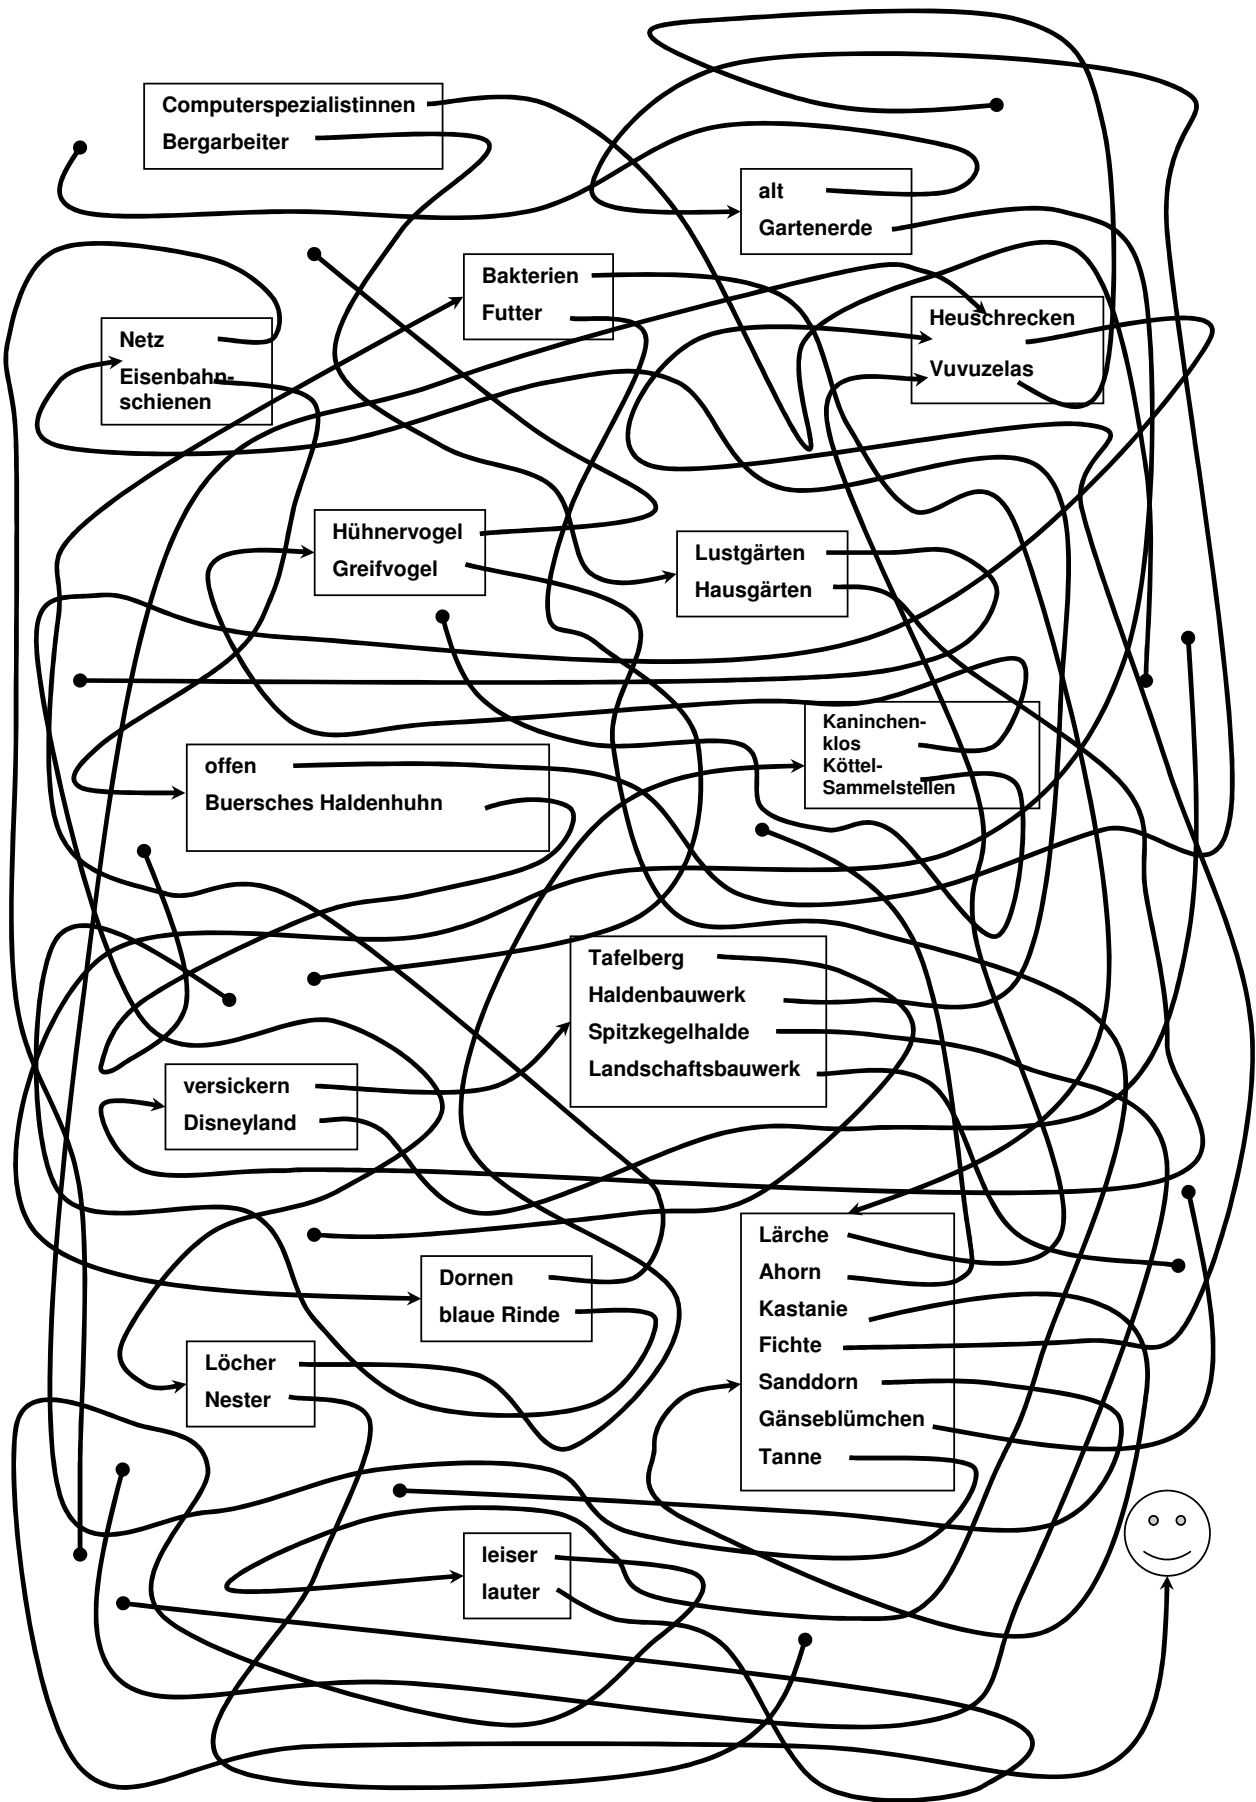 Computerspezialistinnen
Bergarbeiter
alt
Gartenerde
Bakterien
Futter
Heuschrecken
Vuvuzelas
Netz
Eisenbahn-
schienen
Hühnervogel
Greifvogel
Lustgärten
Hausgärten
Kaninchen-
klos
Köttel-
Sammelstellen
offen
Buersches Haldenhuhn
Tafelberg
Haldenbauwerk
Spitzkegelhalde
Landschaftsbauwerk
versickern
Disneyland
Lärche
Ahorn
Kastanie
Fichte
Sanddorn
Gänseblümchen
Tanne
Dornen
blaue Rinde
Löcher
Nester
leiser
lauter